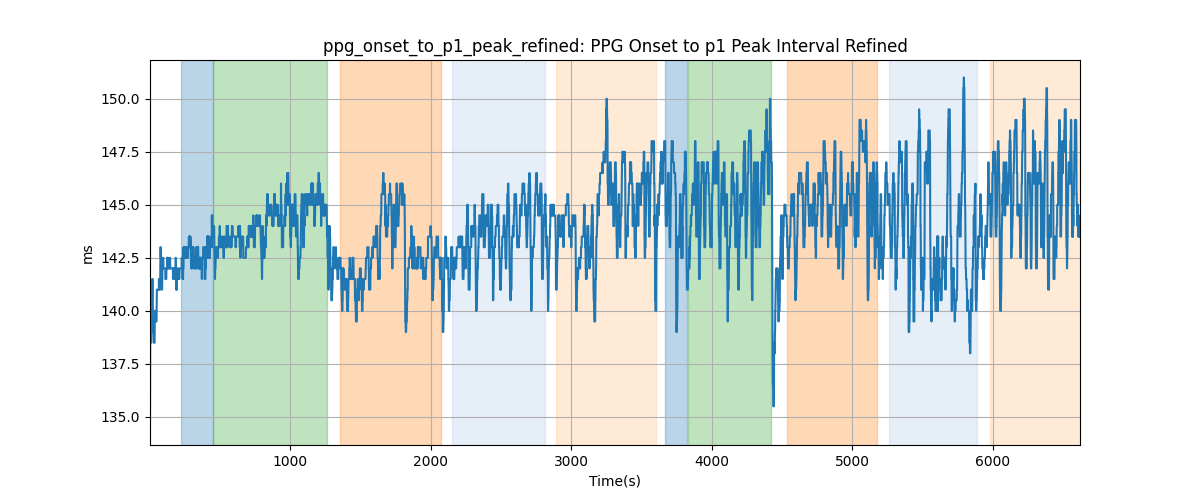 ppg_onset_to_p1_peak_refined: PPG Onset to p1 Peak Interval Refined
150.0
147.5
145.0
142.5
140.0
137.5
135.0
ms
1000 2000 3000 4000 5000 6000
Time(s)